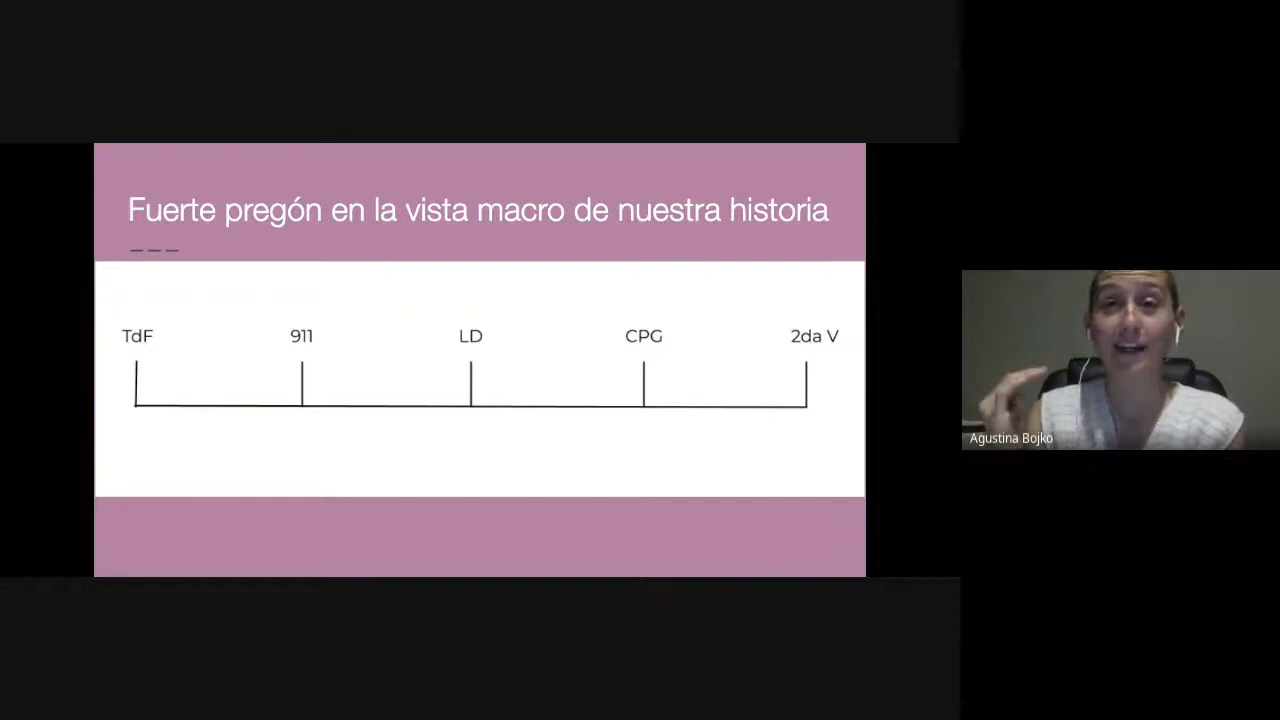 Fuerte pregón en la vista macro de nuestra historia
TdF 911 LD CPG 2da V
Agustina Bojko